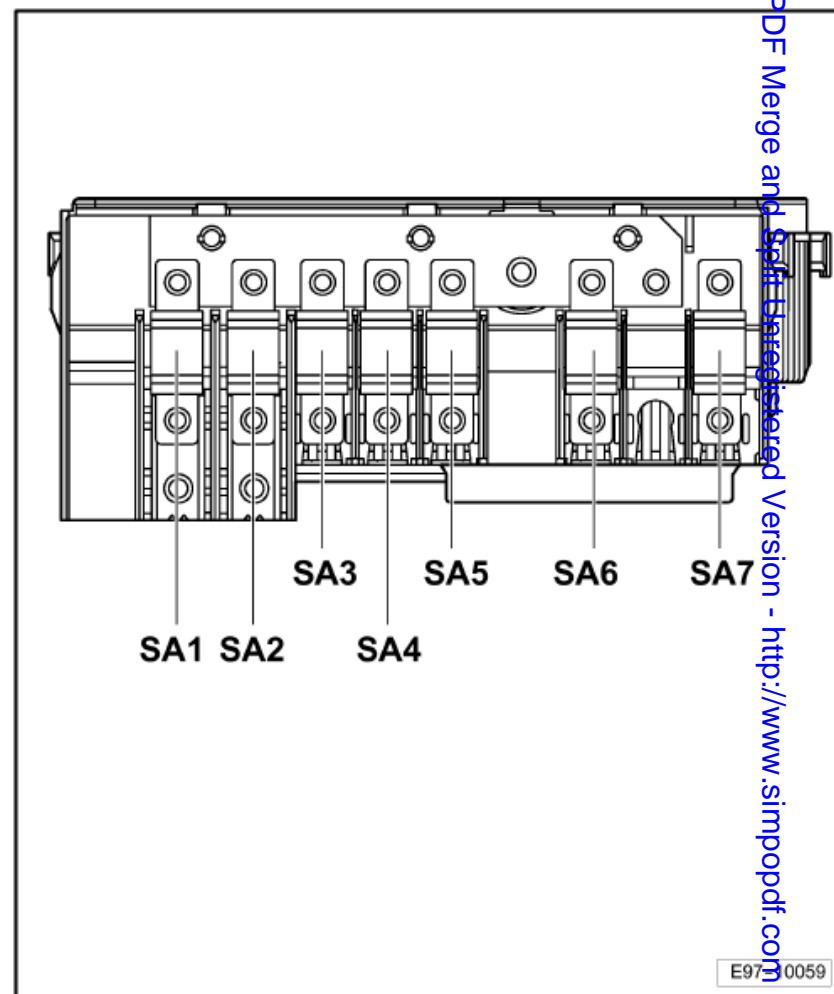 PDF Merge and Split Unregistered Version - http://www.simpopdf.com
SA3 SA5 SA6 SA7
SA1 SA2 SA4
E97-10059